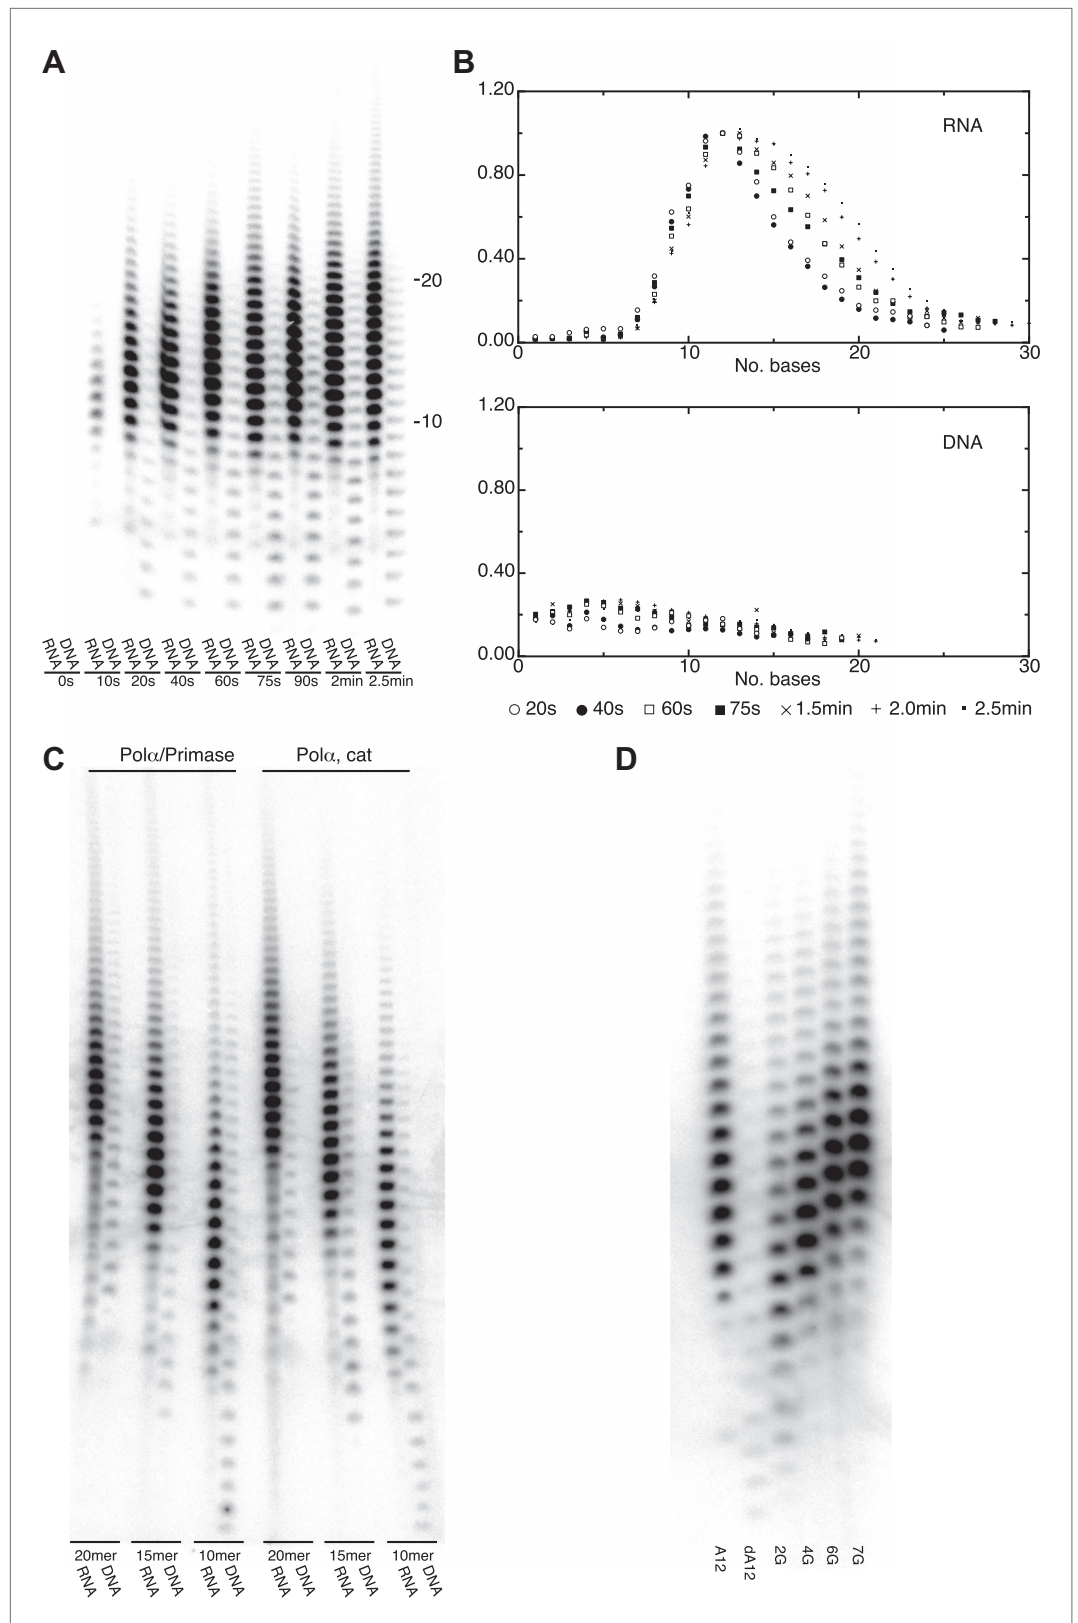 A
-20
-10
RNA DNA RNA DNA RNA DNA RNA DNA RNA DNA RNA DNA RNA DNA RNA DNA RNA DNA
0s 10s 20s 40s 60s 75s 90s 2min 2.5min
B
1.20
RNA
0.80
0.40
0.00
0 10 20 30
No. bases
1.20
DNA
0.80
0.40
0.00
0 10 20 30
No. bases
20s 40s 60s 75s 1.5min 2.0min 2.5min
C
Polα/Primase Polα, cat
20mer 15mer 10mer 20mer 15mer 10mer
RNA DNA RNA DNA RNA DNA RNA DNA RNA DNA RNA DNA
D
A12 dA12 2G 4G 6G 7G